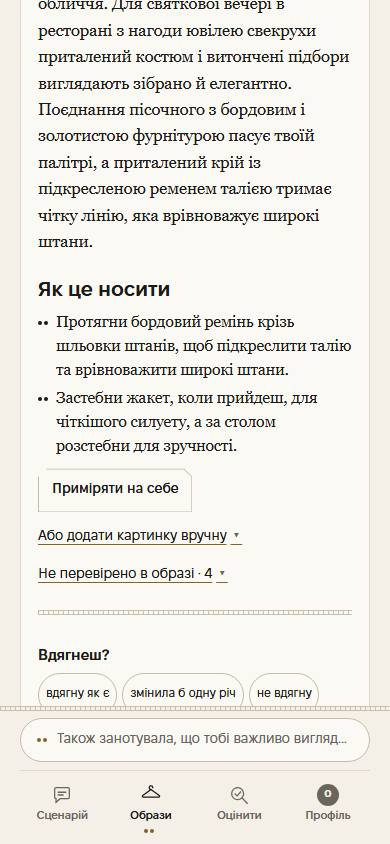 обличчя. Для святкової вечері в
ресторані з нагоди ювілею свекрухи
приталений костюм і витончені підбори
виглядають зібрано й елегантно.
Поєднання пісочного з бордовим і
золотистою фурнітурою пасує твоїй
палітрі, а приталений крій із
підкресленою ременем талією тримає
чітку лінію, яка врівноважує широкі
штани.
Як це носити
Протягни бордовий ремінь крізь
шльовки штанів, щоб підкреслити талію
та врівноважити широкі штани.
Застебни жакет, коли прийдеш, для
чіткішого силуету, а за столом
розстебни для зручності.
Приміряти на себе
Або додати картинку вручну
Не перевірено в образі · 4
Вдягнеш?
вдягну як є змінила б одну річ не вдягну
Також занотувала, що тобі важливо вигляд...
Сценарій Образи Оцінити О Профіль